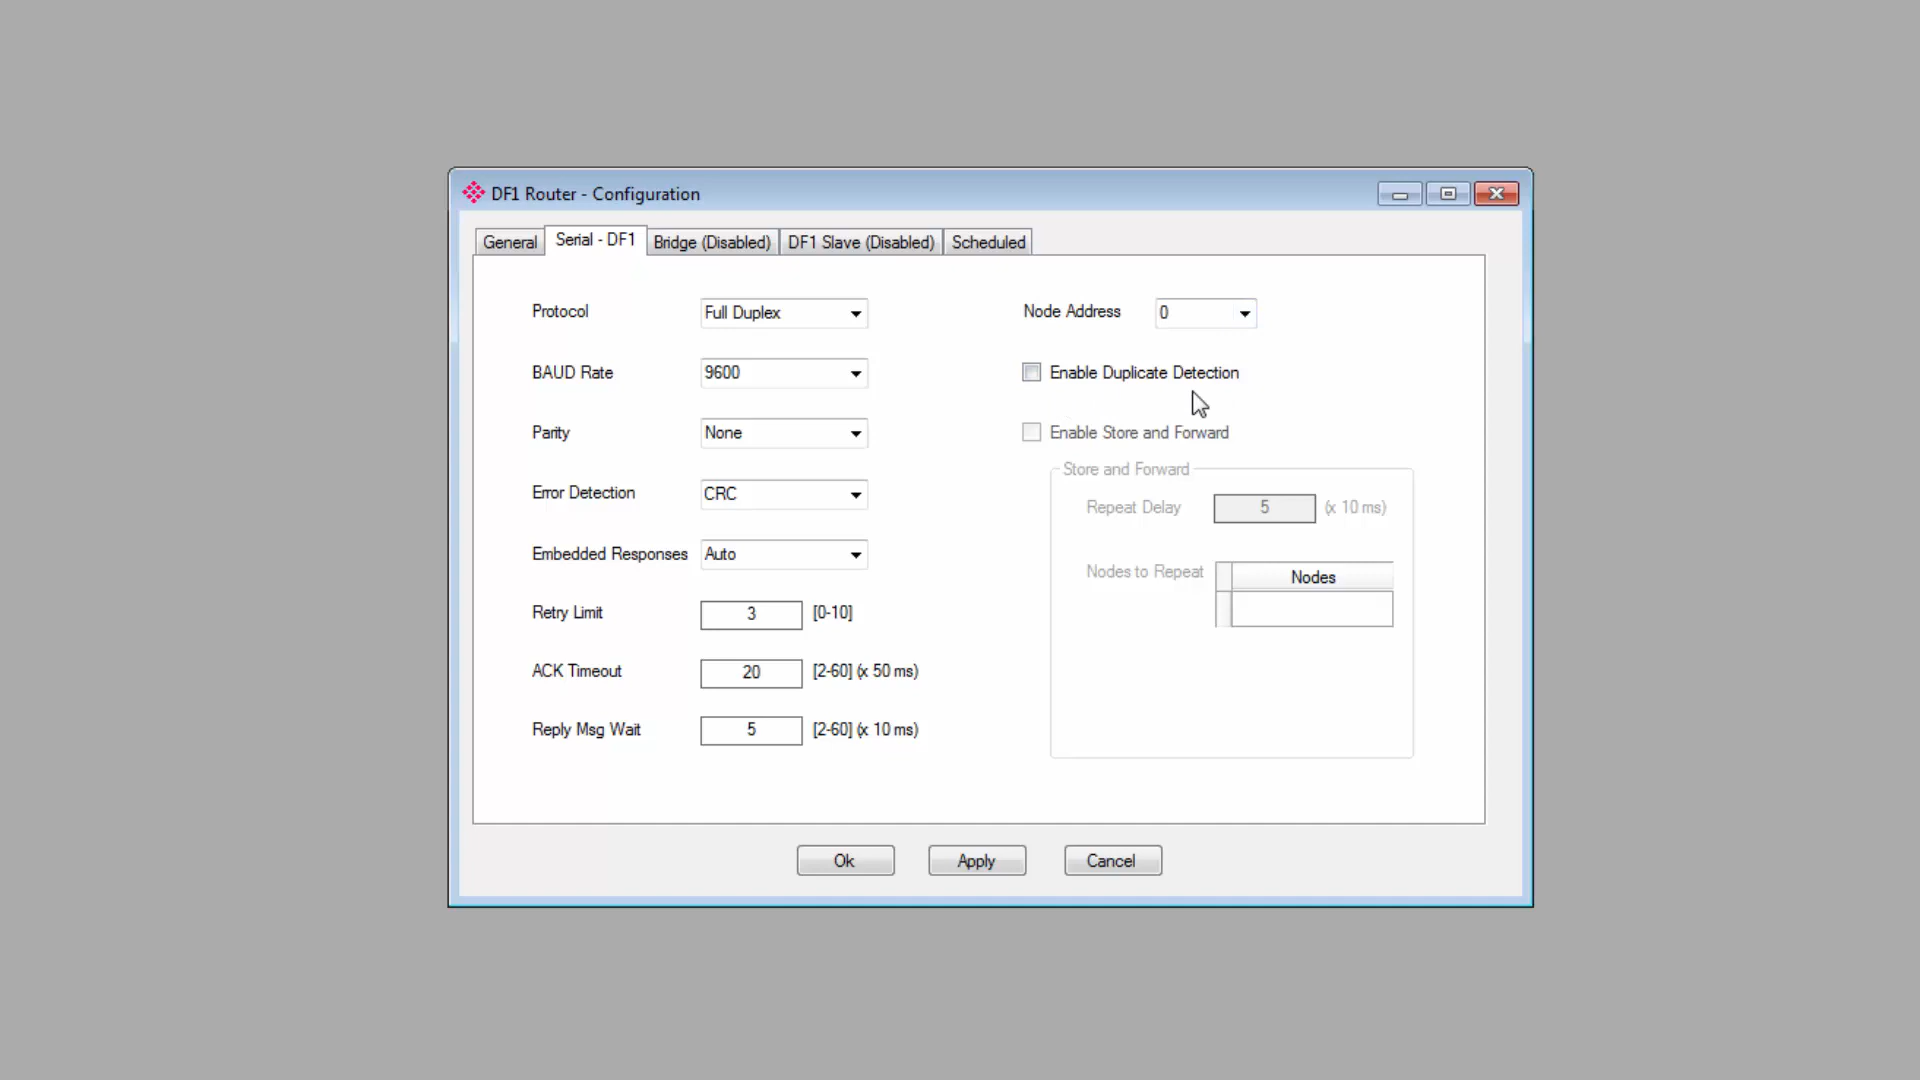 DF1 Router - Configuration
General
Serial - DF1
Bridge (Disabled)
DF1 Slave (Disabled)
Scheduled
Protocol
Full Duplex
BAUD Rate
9600
Parity
None
Error Detection
CRC
Embedded Responses
Auto
Retry Limit
3
[0-10]
ACK Timeout
20
[2-60] (x 50 ms)
Reply Msg Wait
5
[2-60] (x 10 ms)
Node Address
0
Enable Duplicate Detection
Enable Store and Forward
Store and Forward
Repeat Delay
5
(x 10 ms)
Nodes to Repeat
Nodes
Ok
Apply
Cancel